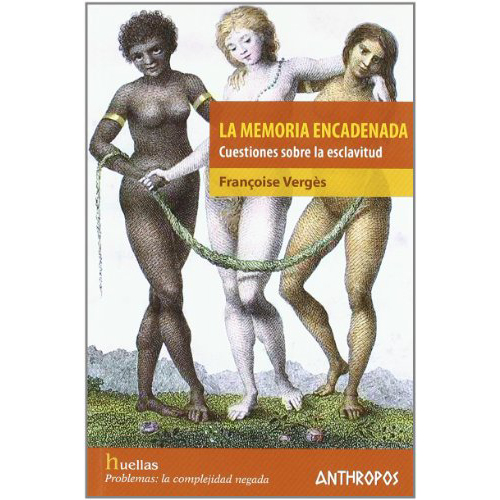 LA MEMORIA ENCADENADA
Cuestiones sobre la esclavitud
Françoise Vergès
huellas
Problemas: la complejidad negada
ANTHROPOS